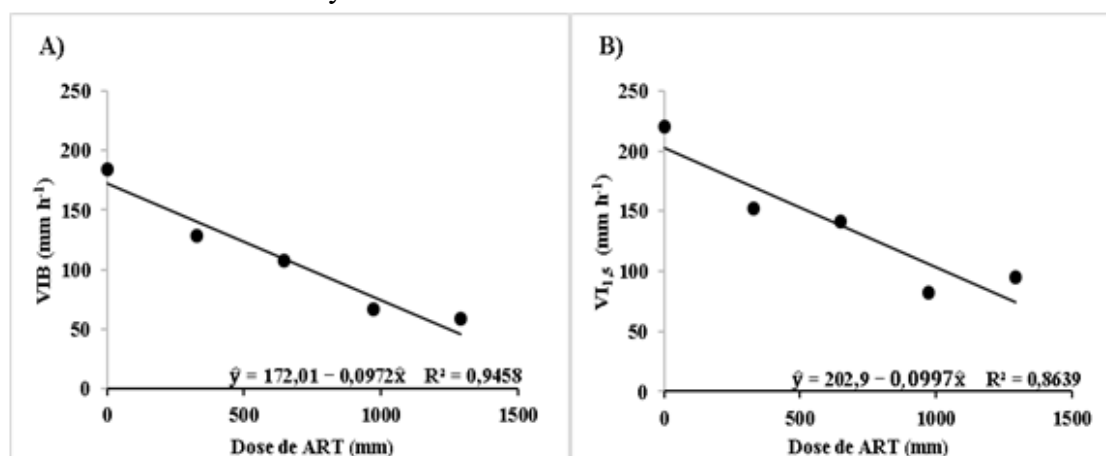 y
A)
VIB (mm h⁻¹)
250
200
150
100
50
0
ŷ = 172,01 − 0,0972x̂ R² = 0,9458
0 500 1000 1500
Dose de ART (mm)
B)
VI₁,₅ (mm h⁻¹)
250
200
150
100
50
0
ŷ = 202,9 − 0,0997x̂ R² = 0,8639
0 500 1000 1500
Dose de ART (mm)